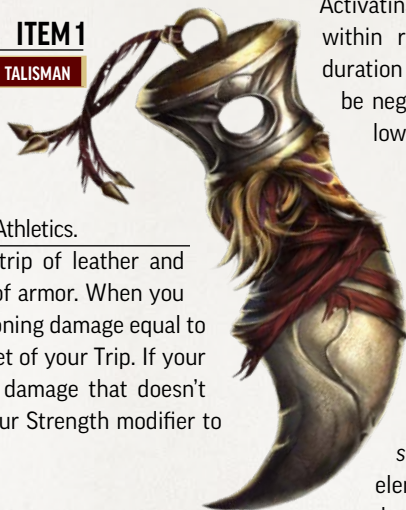 ITEM 1
TALISMAN
Athletics.
trip of leather and
of armor. When you
oning damage equal to
et of your Trip. If your
damage that doesn't
ur Strength modifier to
Activatin
within r
duration
be neg
low
s
eler